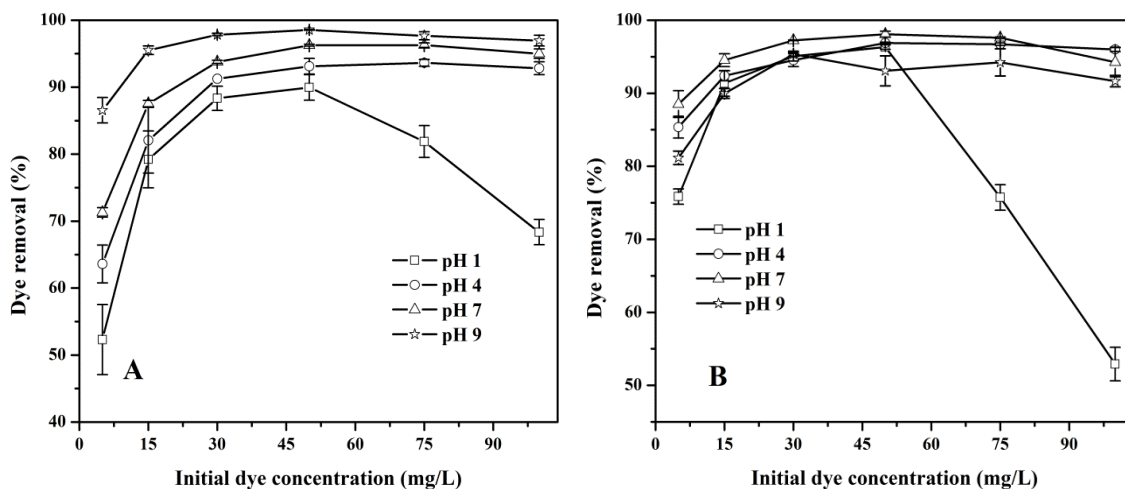 100
90
80
70
60
50
40
Dye removal (%)
pH 1
pH 4
pH 7
pH 9
A
0 15 30 45 60 75 90
Initial dye concentration (mg/L)
100
90
80
70
60
50
Dye removal (%)
pH 1
pH 4
pH 7
pH 9
B
0 15 30 45 60 75 90
Initial dye concentration (mg/L)